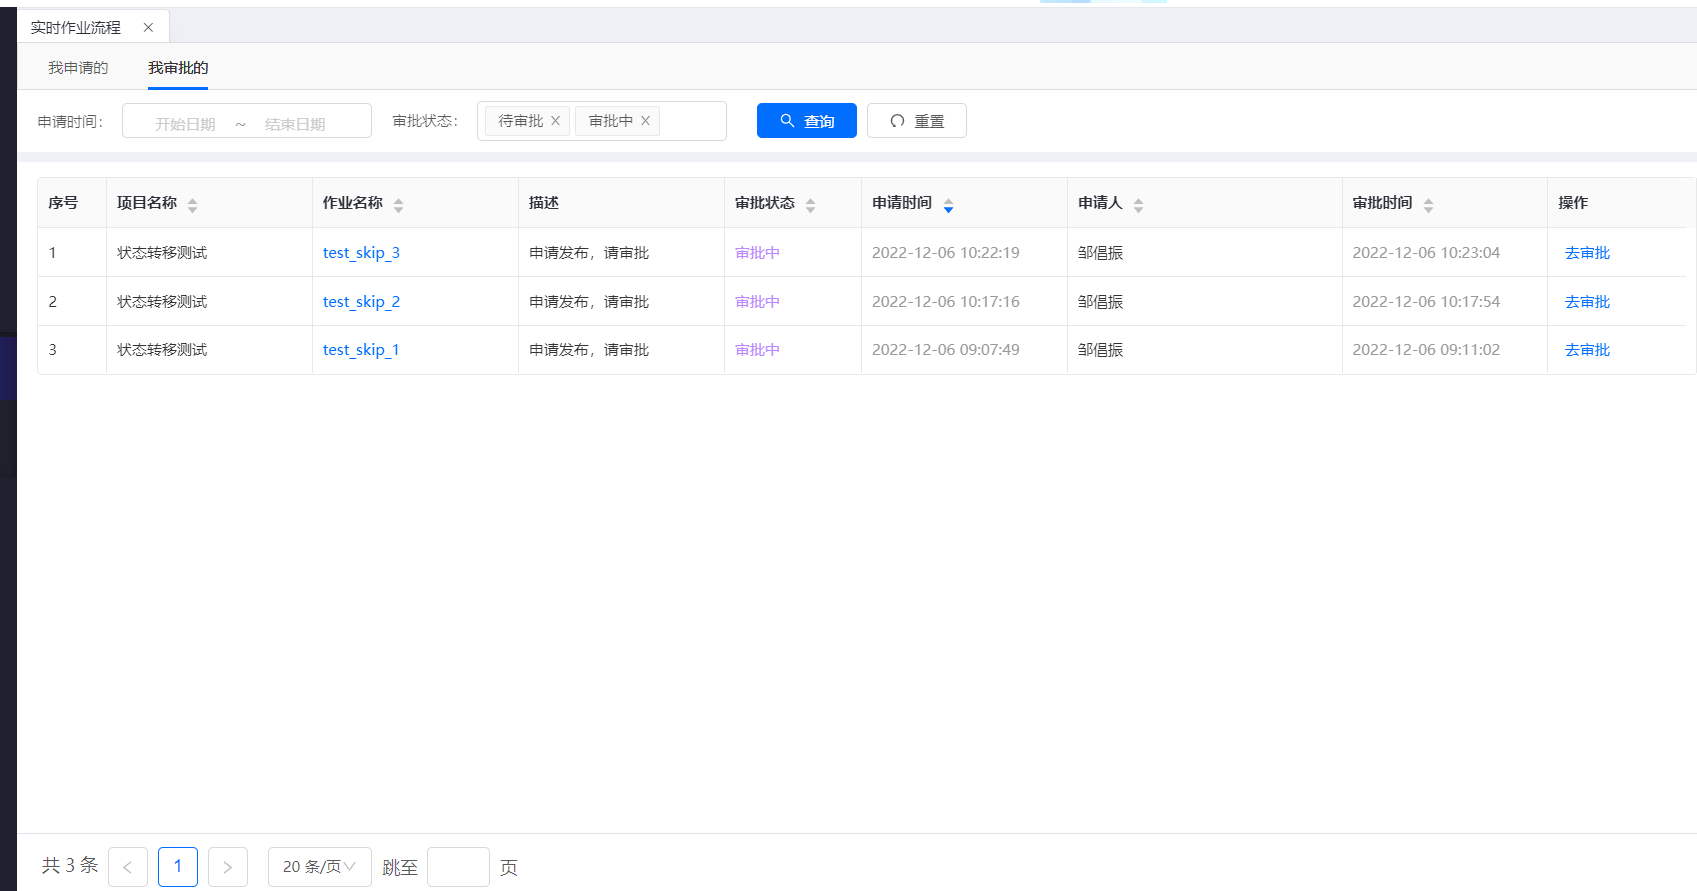 实时作业流程
我申请的 我审批的
申请时间： 开始日期 ~ 结束日期 审批状态： 待审批 审批中 查询 重置
序号 项目名称 作业名称 描述 审批状态 申请时间 申请人 审批时间 操作
1 状态转移测试 test_skip_3 申请发布，请审批 审批中 2022-12-06 10:22:19 邹倡振 2022-12-06 10:23:04 去审批
2 状态转移测试 test_skip_2 申请发布，请审批 审批中 2022-12-06 10:17:16 邹倡振 2022-12-06 10:17:54 去审批
3 状态转移测试 test_skip_1 申请发布，请审批 审批中 2022-12-06 09:07:49 邹倡振 2022-12-06 09:11:02 去审批
共 3 条 < 1 > 20 条/页 跳至 页